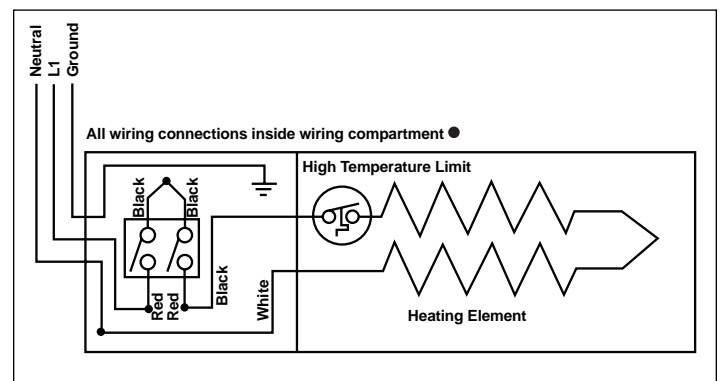 Neutral
L1
Ground
All wiring connections inside wiring compartment ●
High Temperature Limit
Black
Black
Red
Red
Black
White
Heating Element